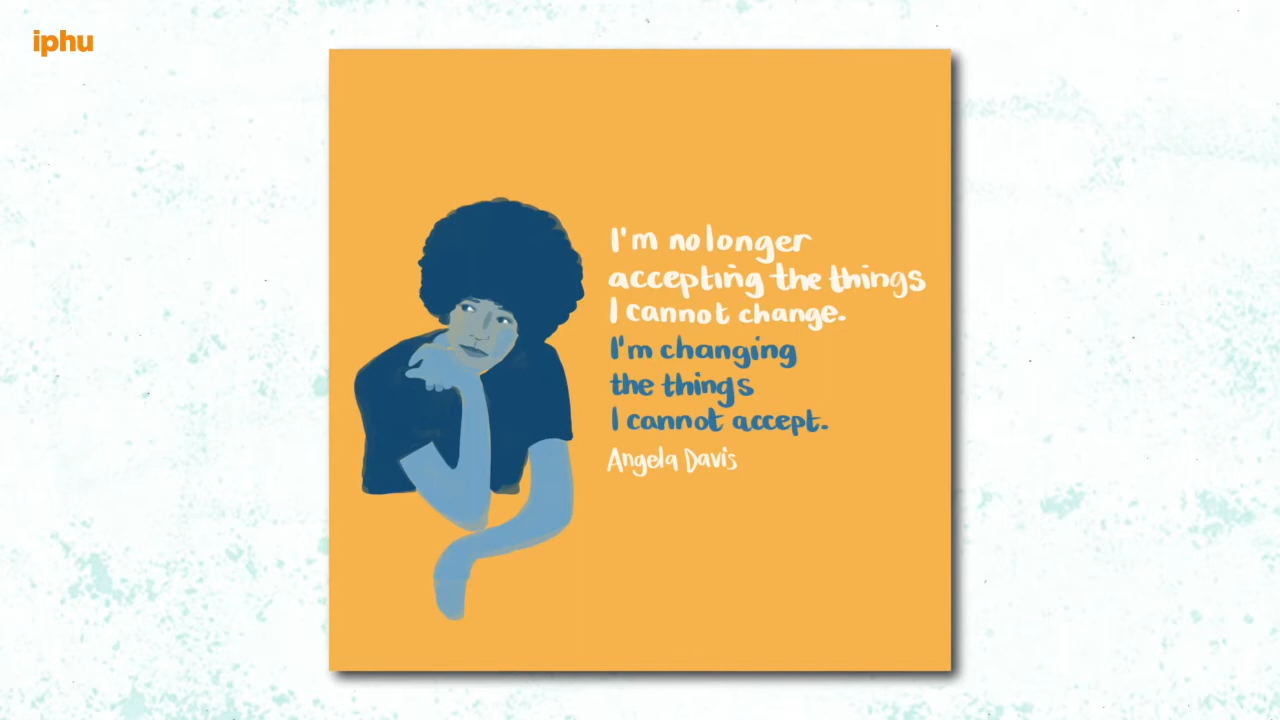 iphu
I'm no longer
accepting the things
I cannot change.
I'm changing
the things
I cannot accept.
Angela Davis